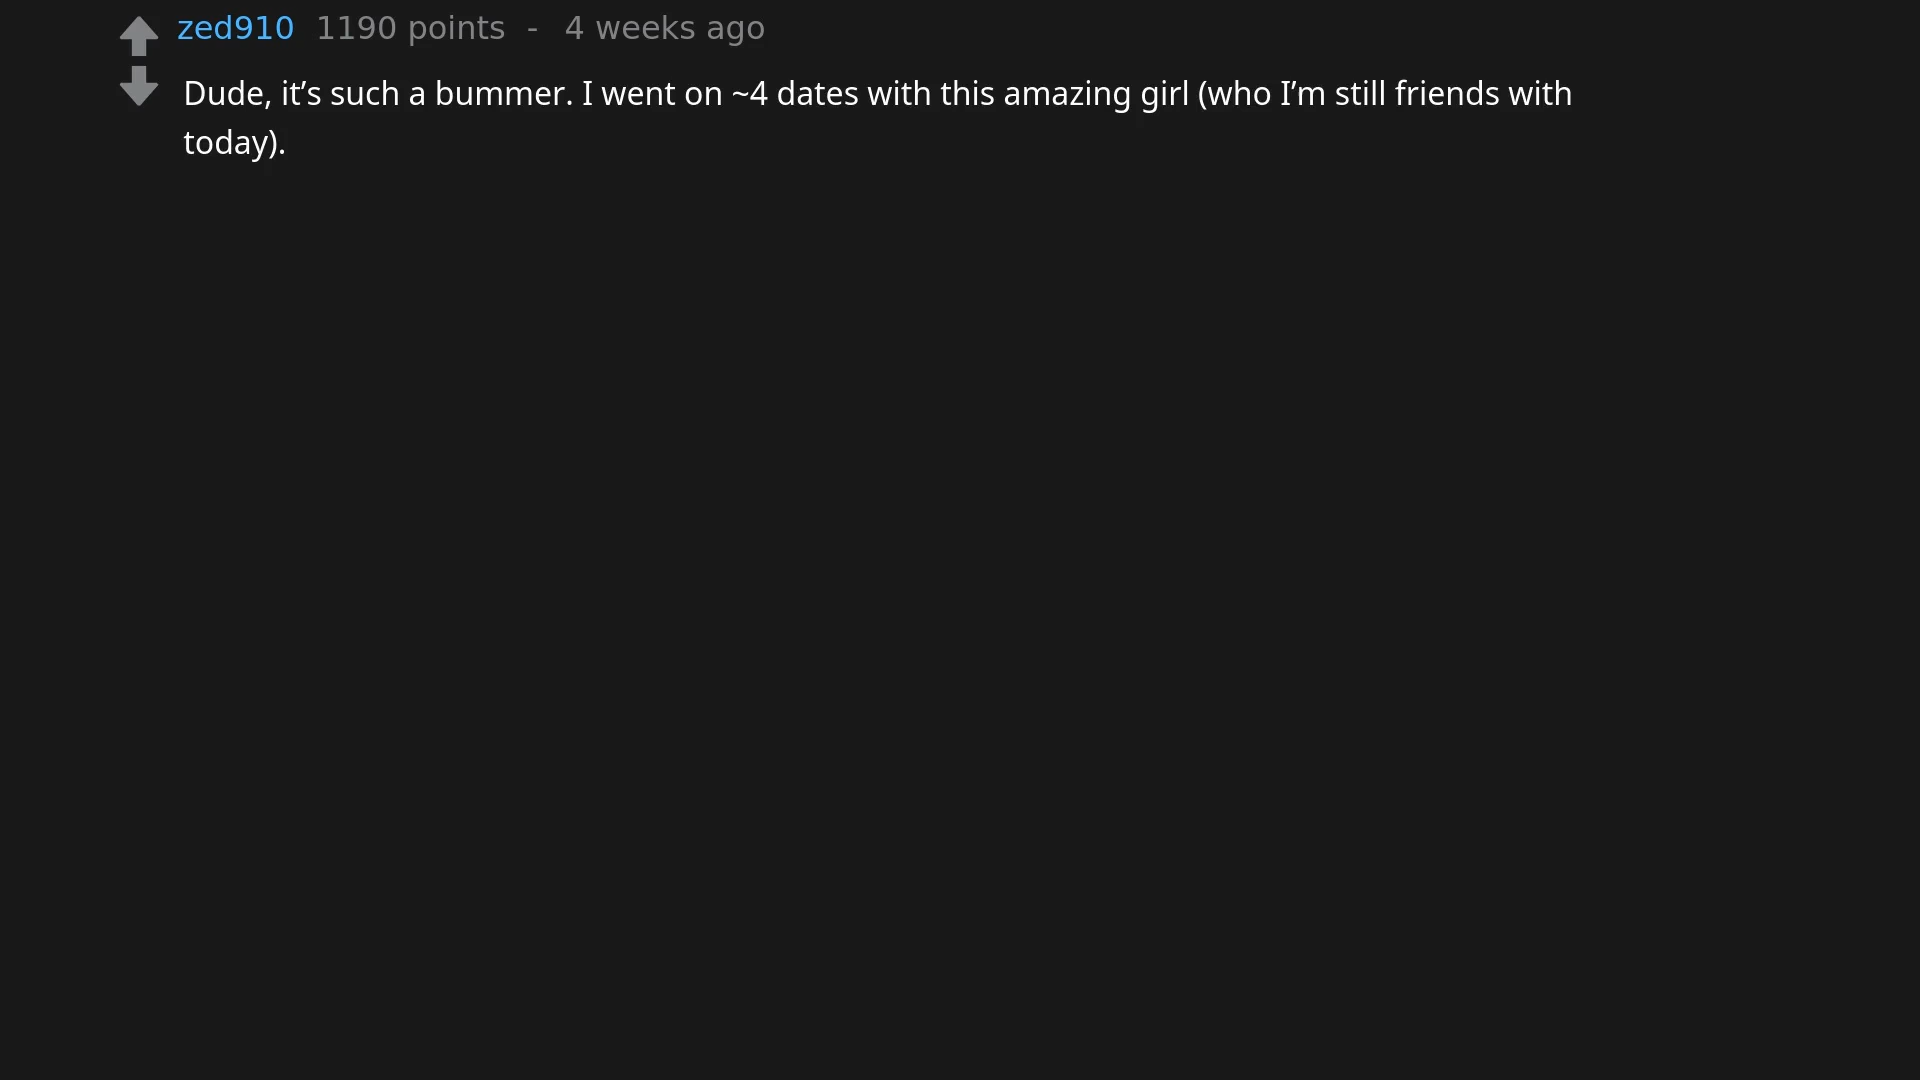 zed910 1190 points - 4 weeks ago
Dude, it’s such a bummer. I went on ~4 dates with this amazing girl (who I’m still friends with
today).